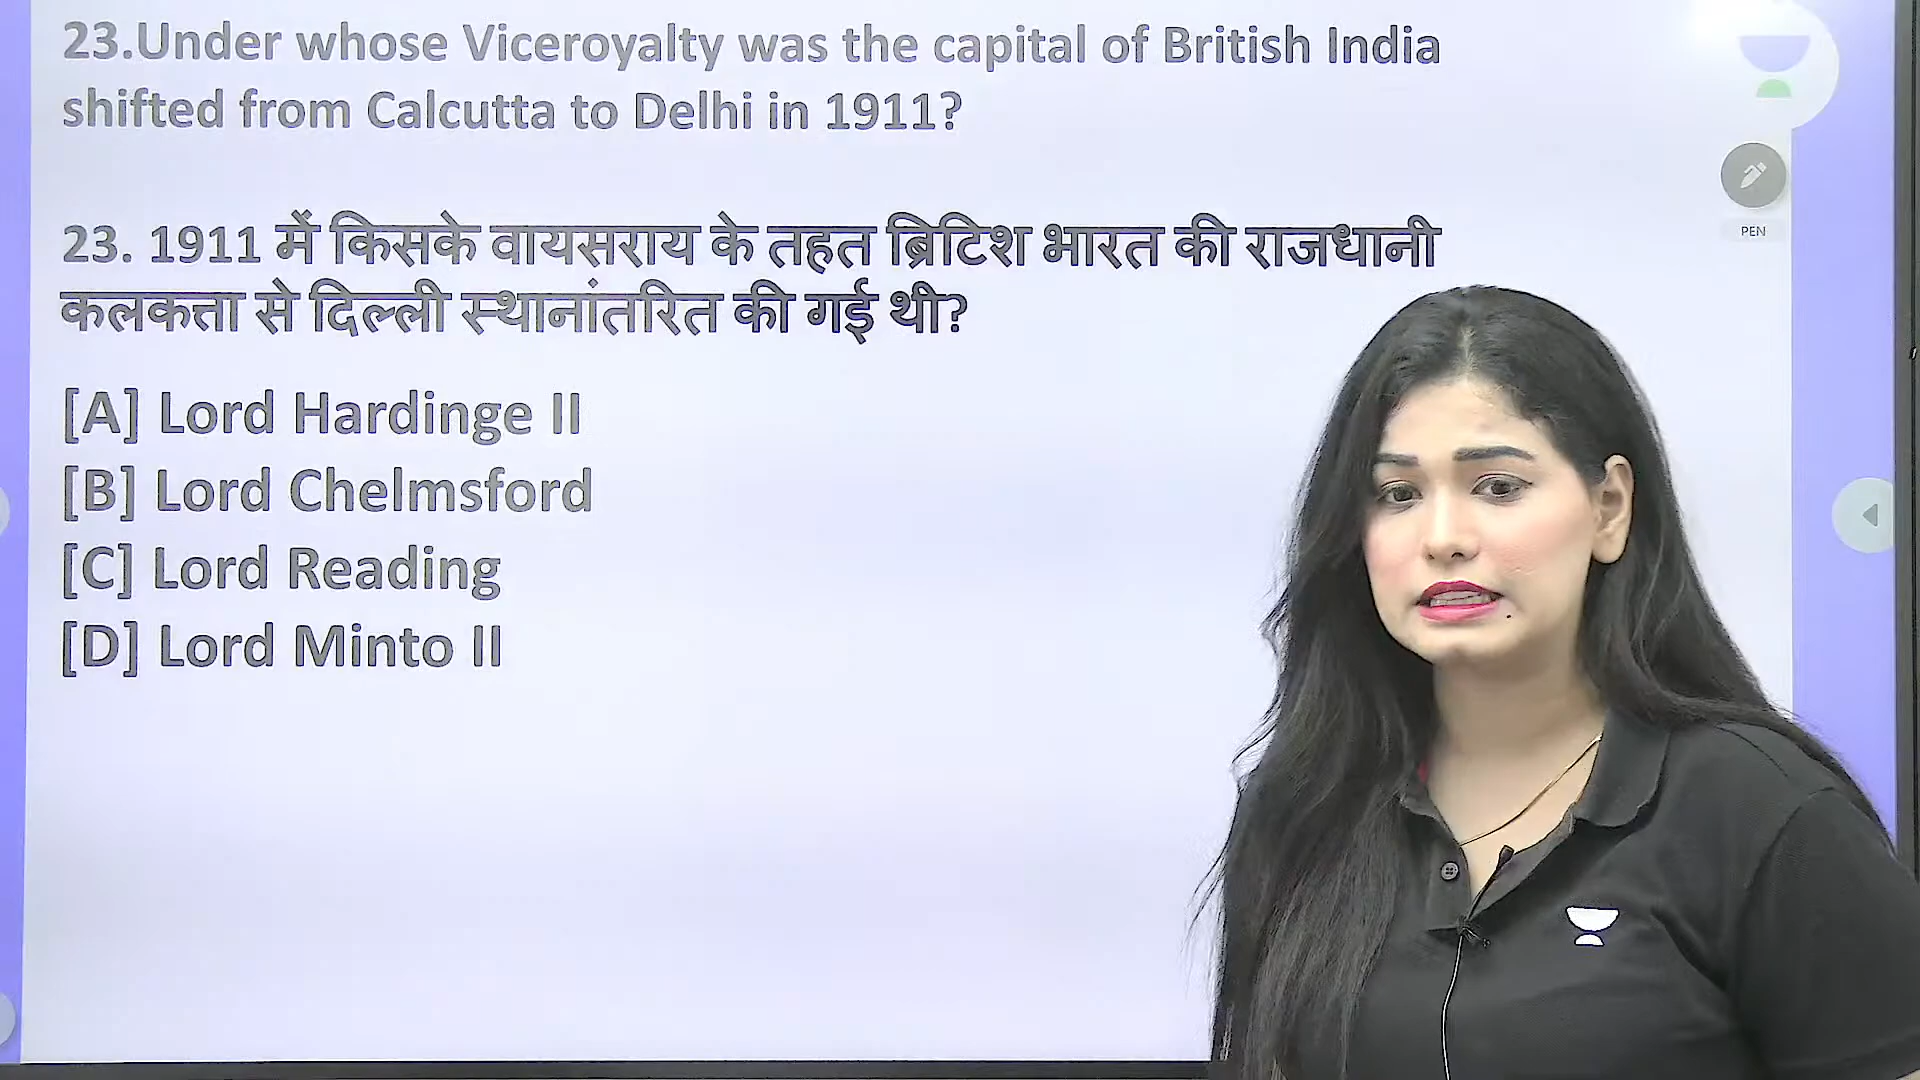 23.Under whose Viceroyalty was the capital of British India
shifted from Calcutta to Delhi in 1911?
23. 1911 में किसके वायसराय के तहत ब्रिटिश भारत की राजधानी
कलकत्ता से दिल्ली स्थानांतरित की गई थी?
[A] Lord Hardinge II
[B] Lord Chelmsford
[C] Lord Reading
[D] Lord Minto II
PEN